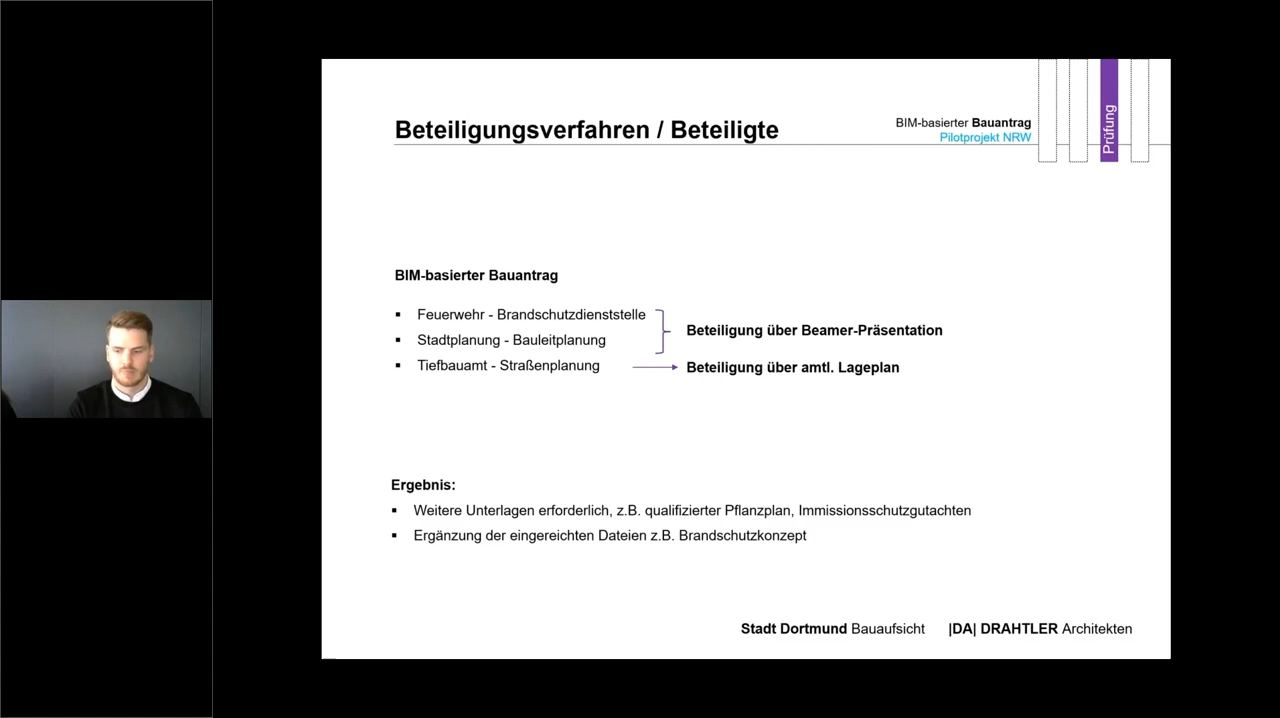 Beteiligungsverfahren / Beteiligte
BIM-basierter Bauantrag
Pilotprojekt NRW
Prüfung
BIM-basierter Bauantrag
▪ Feuerwehr - Brandschutzdienststelle
▪ Stadtplanung - Bauleitplanung
Beteiligung über Beamer-Präsentation
▪ Tiefbauamt - Straßenplanung
Beteiligung über amtl. Lageplan
Ergebnis:
▪ Weitere Unterlagen erforderlich, z.B. qualifizierter Pflanzplan, Immissionsschutzgutachten
▪ Ergänzung der eingereichten Dateien z.B. Brandschutzkonzept
Stadt Dortmund Bauaufsicht
|DA| DRAHTLER Architekten